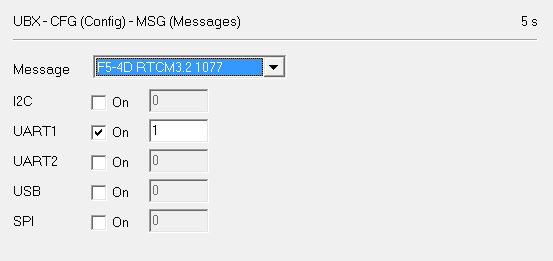 UBX - CFG (Config) - MSG (Messages) 5 s
Message F5-4D RTCM3.2 1077
I2C On 0
UART1 On 1
UART2 On 0
USB On 0
SPI On 0